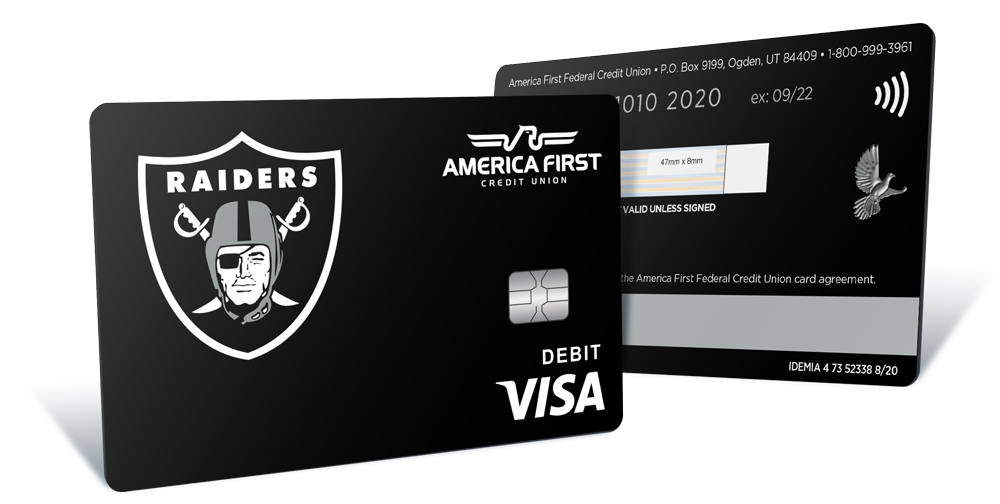 RAIDERS
AMERICA FIRST
CREDIT UNION
DEBIT
VISA
America First Federal Credit Union • P.O. Box 9199, Ogden, UT 84409 • 1-800-999-3961
1010 2020 ex: 09/22
47mm x 8mm
VALID UNLESS SIGNED
the America First Federal Credit Union card agreement.
IDEMIA 4 73 52338 8/20